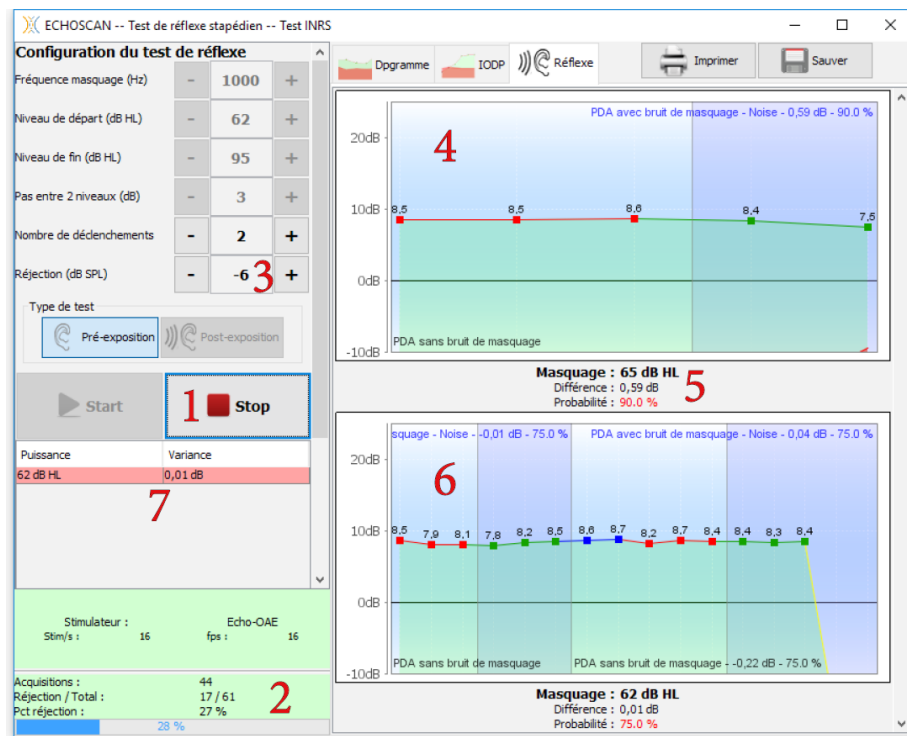 ECHOSCAN -- Test de réflexe stapédien -- Test INRS
Configuration du test de réflexe
Fréquence masquage (Hz) - 1000 +
Niveau de départ (dB HL) - 62 +
Niveau de fin (dB HL) - 95 +
Pas entre 2 niveaux (dB) - 3 +
Nombre de déclenchements - 2 +
Réjection (dB SPL) - -6 + 3
Type de test
Pré-exposition Post-exposition
Start 1 Stop
Puissance Variance
62 dB HL 0,01 dB
7
Stimulateur : Echo-OAE
Stim/s : 16 fps : 16
Acquisitions : 44
Réjection / Total : 17 / 61
Pct réjection : 27 %
2
28 %
Dpgramme IODP Réflexe Imprimer Sauver
PDA avec bruit de masquage - Noise - 0,59 dB - 90.0 %
20dB
4
10dB
8,5 8,5 8,6 8,4 7,5
0dB
-10dB
PDA sans bruit de masquage
Masquage : 65 dB HL
Différence : 0,59 dB
Probabilité : 90.0 %
5
squage - Noise - -0,01 dB - 75.0 % PDA avec bruit de masquage - Noise - 0,04 dB - 75.0 %
20dB
6
10dB
8,5 7,9 8,1 7,8 8,2 8,5 8,6 8,7 8,2 8,7 8,4 8,4 8,3 8,4
0dB
-10dB
PDA sans bruit de masquage PDA sans bruit de masquage - -0,22 dB - 75.0 %
Masquage : 62 dB HL
Différence : 0,01 dB
Probabilité : 75.0 %